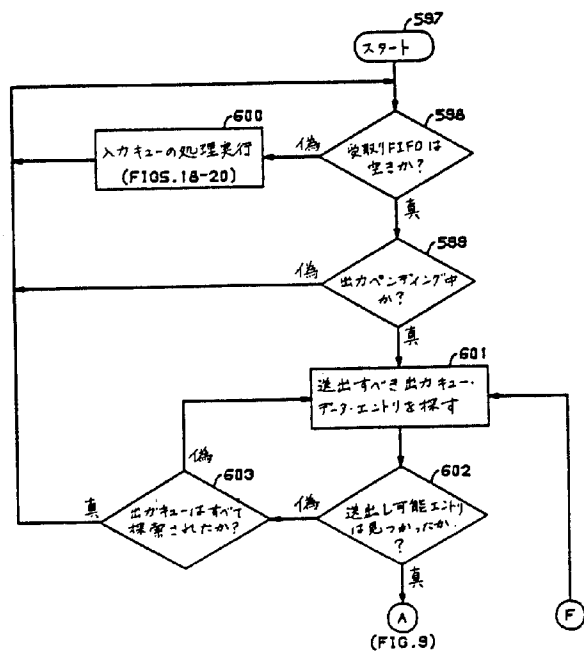 597
スタート
598
受取りFIFOは
空きか?
偽
真
600
入力キューの処理実行
(FIGS.18-20)
599
出力ペンディング中
か?
偽
真
601
送出すべき出力キュー・
データ・エントリを探す
602
送出し可能エントリ
は見つかったか
?
偽
真
603
出力キューはすべて
探索されたか?
偽
真
A
(FIG.9)
F